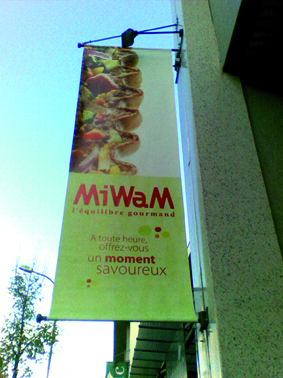 MiWaM
l'équilibre gourmand
A toute heure,
offrez-vous
un moment
savoureux